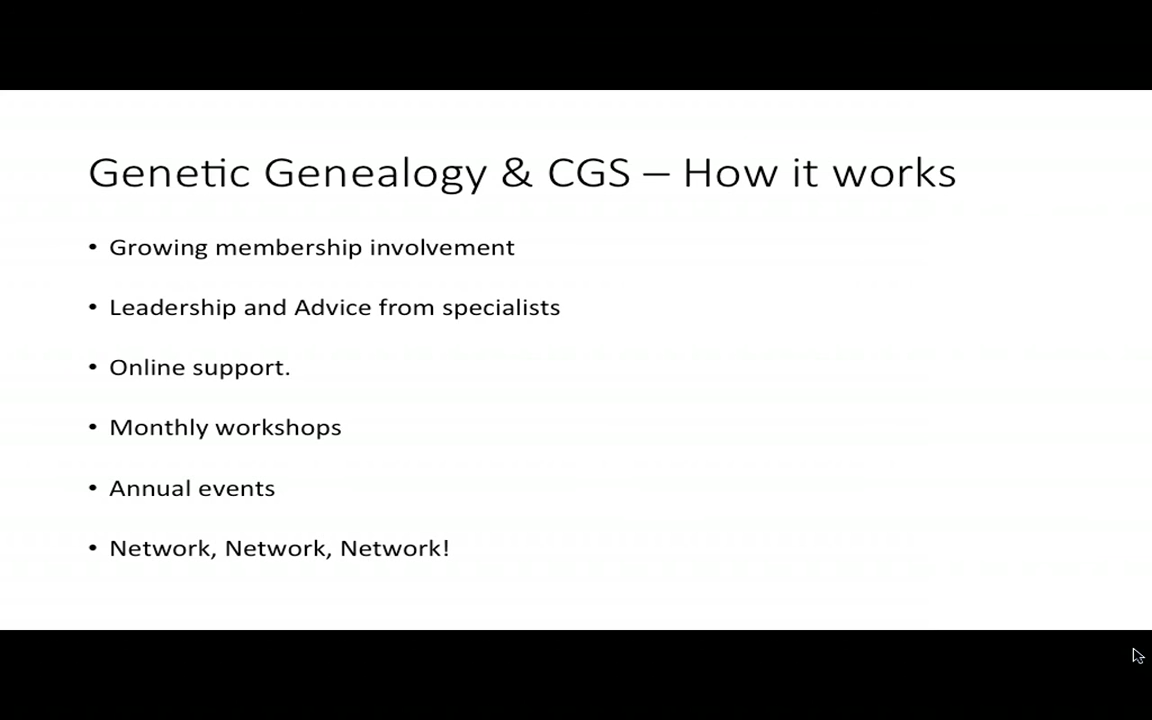 Genetic Genealogy & CGS – How it works
• Growing membership involvement
• Leadership and Advice from specialists
• Online support.
• Monthly workshops
• Annual events
• Network, Network, Network!